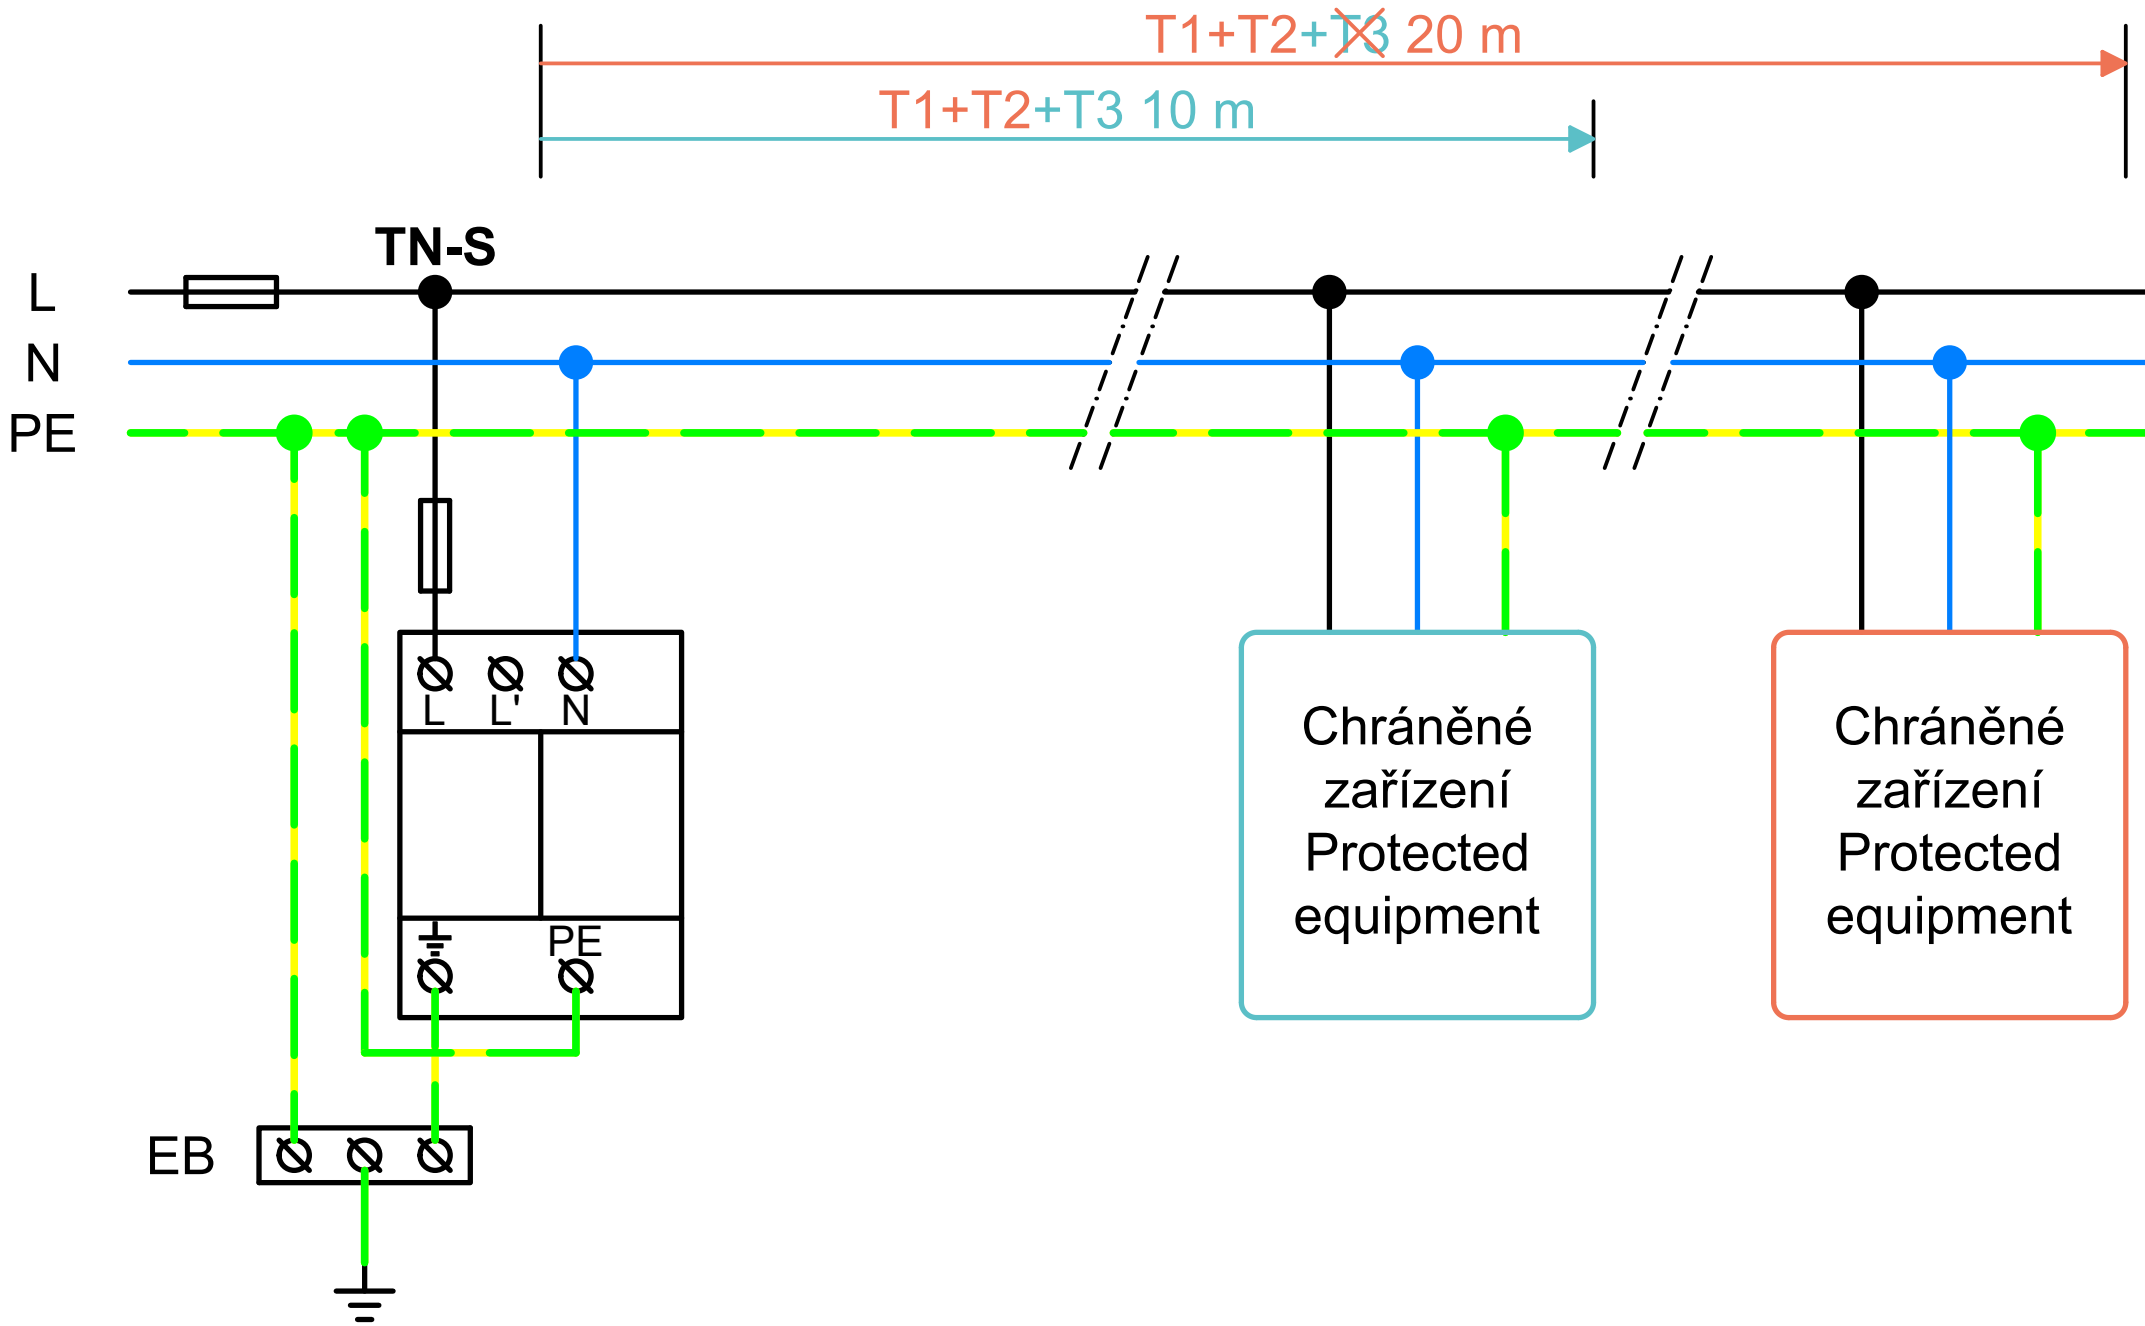 T1+T2+T3 20 m
T1+T2+T3 10 m
TN-S
L
N
PE
L L' N
PE
Chráněné
zařízení
Protected
equipment
Chráněné
zařízení
Protected
equipment
EB